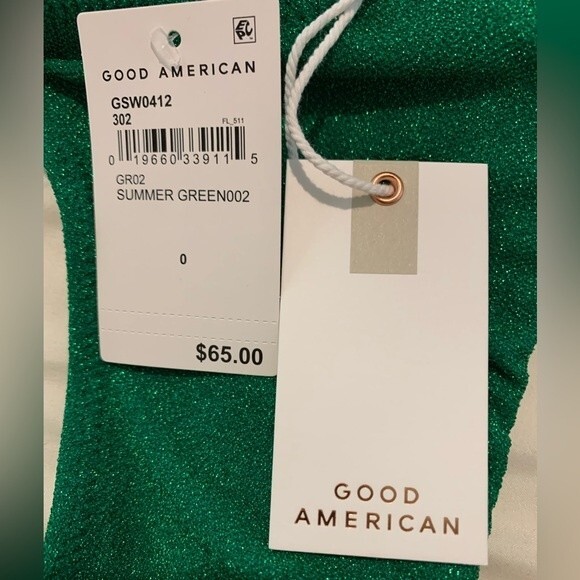 GOOD AMERICAN
GSW0412
302
FL_511
0 19660 33911 5
GR02
SUMMER GREEN002
0
$65.00
GOOD
AMERICAN